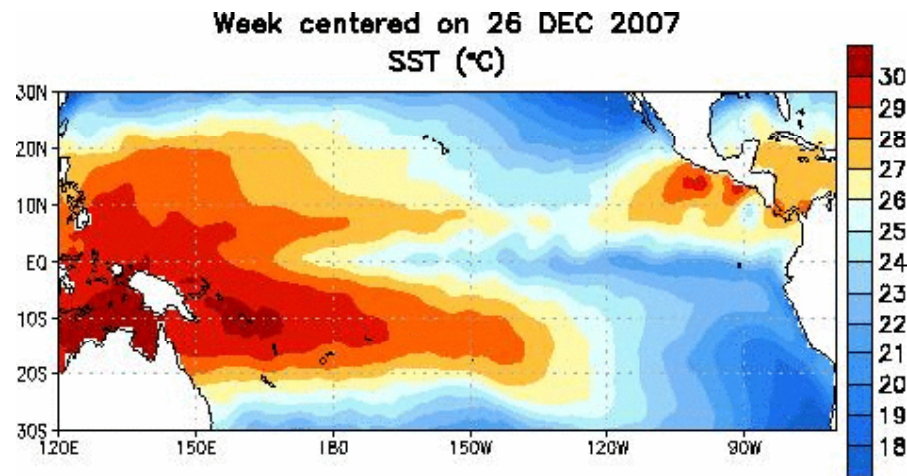 Week centered on 26 DEC 2007
SST (°C)
30N
20N
10N
EQ
10S
20S
30S
120E 150E 180 150W 120W 90W
30
29
28
27
26
25
24
23
22
21
20
19
18